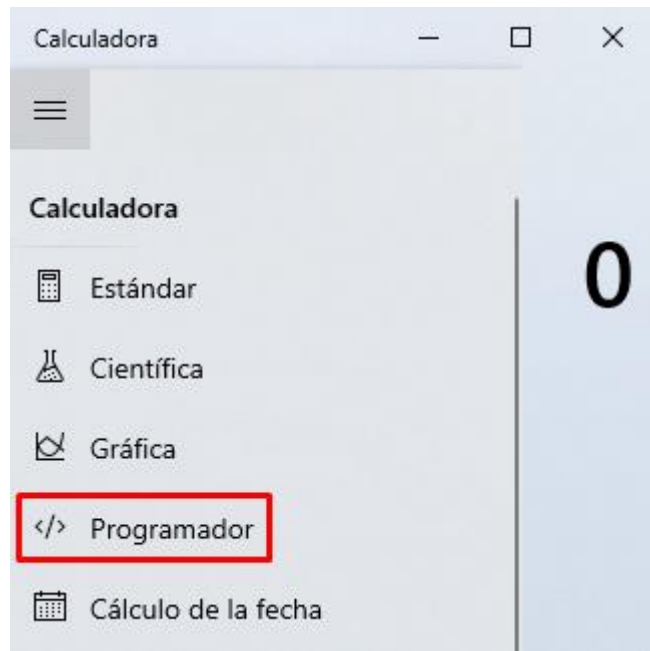 Calculadora
Calculadora
0
Estándar
Científica
Gráfica
</> Programador
Cálculo de la fecha